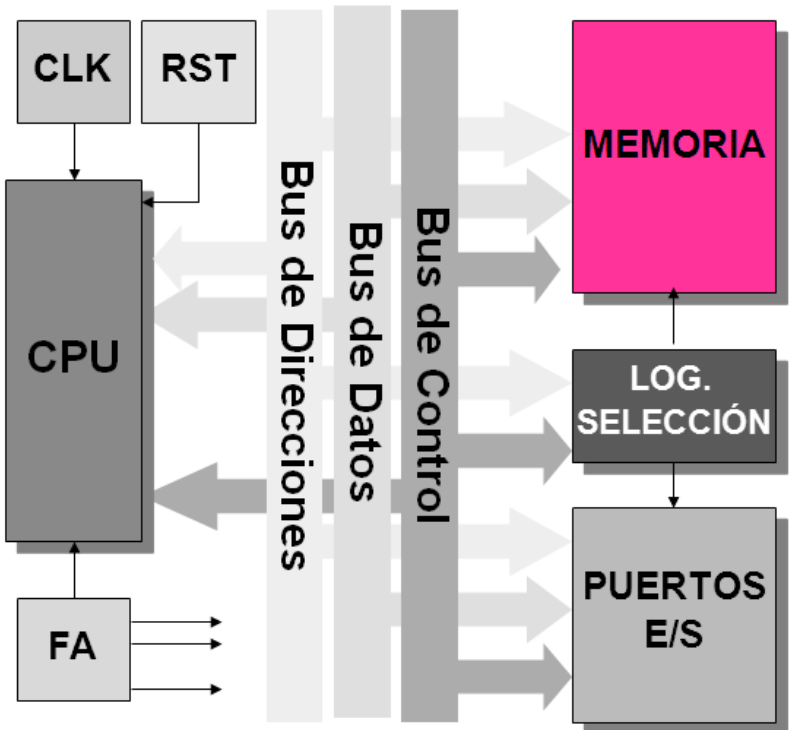 CLK
RST
CPU
FA
Bus de Direcciones
Bus de Datos
Bus de Control
MEMORIA
LOG.
SELECCIÓN
PUERTOS
E/S